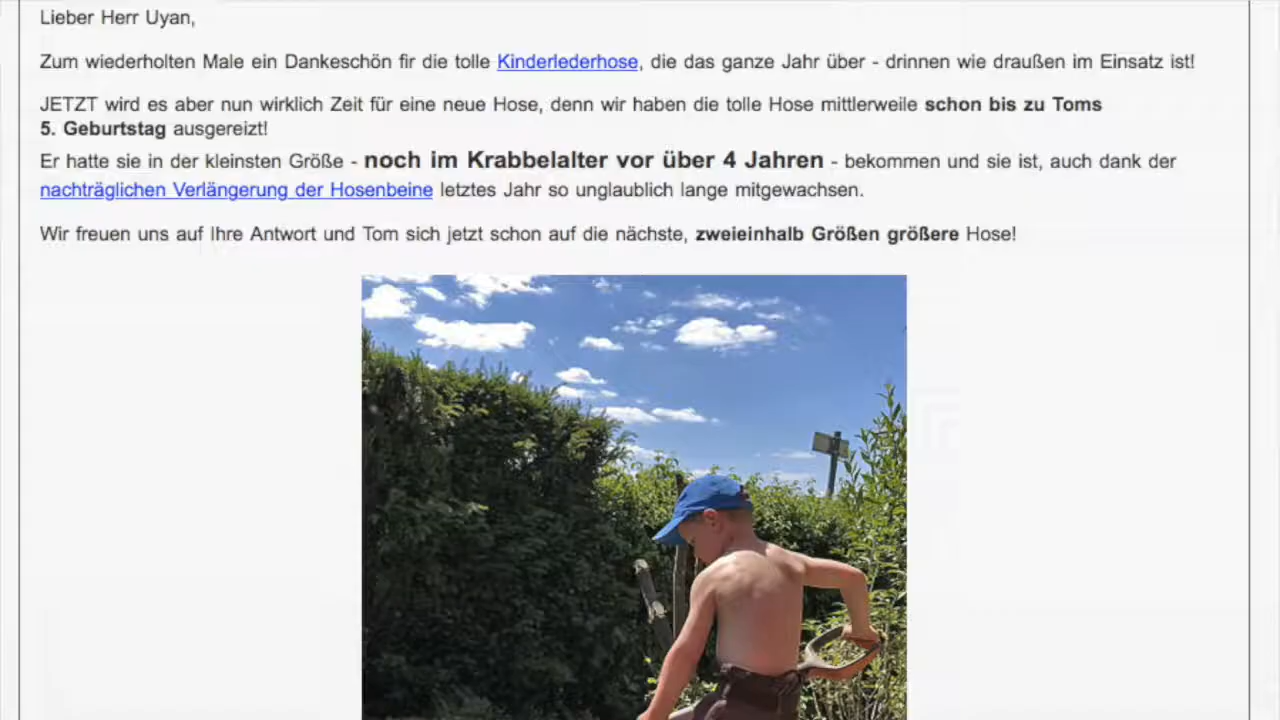 Lieber Herr Uyan,
Zum wiederholten Male ein Dankeschön fir die tolle Kinderlederhose, die das ganze Jahr über - drinnen wie draußen im Einsatz ist!
JETZT wird es aber nun wirklich Zeit für eine neue Hose, denn wir haben die tolle Hose mittlerweile schon bis zu Toms
5. Geburtstag ausgereizt!
Er hatte sie in der kleinsten Größe - noch im Krabbelalter vor über 4 Jahren - bekommen und sie ist, auch dank der
nachträglichen Verlängerung der Hosenbeine letztes Jahr so unglaublich lange mitgewachsen.
Wir freuen uns auf Ihre Antwort und Tom sich jetzt schon auf die nächste, zweieinhalb Größen größere Hose!